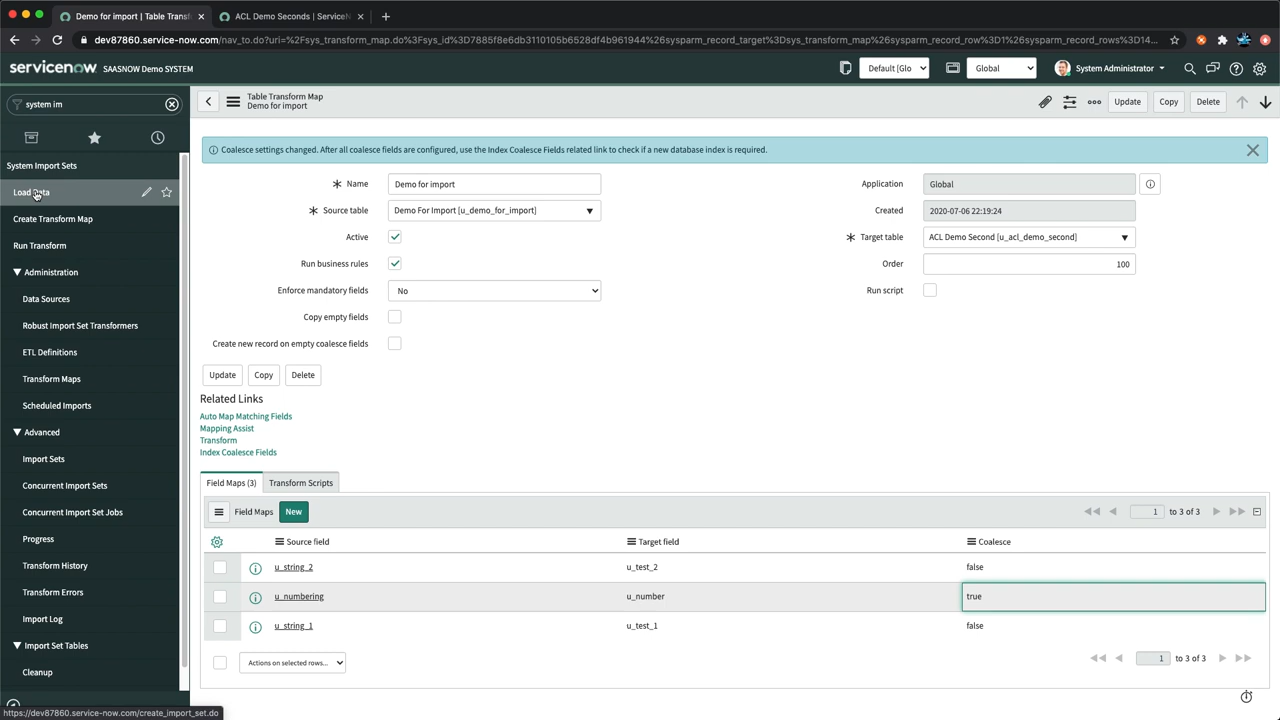 Demo for import | Table Transf
ACL Demo Seconds | ServiceN
dev87860.service-now.com/nav_to.do?uri=%2Fsys_transform_map.do%3Fsys_id%3D7885f8e6db3110105b6528df4b961944%26sysparm_record_target%3Dsys_transform_map%26sysparm_record_row%3D1%26sysparm_record_rows%3D14...
servicenow SAASNOW Demo SYSTEM
Default [Glo
Global
System Administrator
system im
Table Transform Map
Demo for import
Update
Copy
Delete
System Import Sets
Load Data
Create Transform Map
Run Transform
Administration
Data Sources
Robust Import Set Transformers
ETL Definitions
Transform Maps
Scheduled Imports
Advanced
Import Sets
Concurrent Import Sets
Concurrent Import Set Jobs
Progress
Transform History
Transform Errors
Import Log
Import Set Tables
Cleanup
https://dev87860.service-now.com/create_import_set.do
Coalesce settings changed. After all coalesce fields are configured, use the Index Coalesce Fields related link to check if a new database index is required.
Name Demo for import
Application Global
Source table Demo For Import [u_demo_for_import]
Created 2020-07-06 22:19:24
Active
Target table ACL Demo Second [u_acl_demo_second]
Run business rules
Order 100
Enforce mandatory fields No
Run script
Copy empty fields
Create new record on empty coalesce fields
Update Copy Delete
Related Links
Auto Map Matching Fields
Mapping Assist
Transform
Index Coalesce Fields
Field Maps (3) Transform Scripts
Field Maps New 1 to 3 of 3
Source field Target field Coalesce
u_string_2 u_test_2 false
u_numbering u_number true
u_string_1 u_test_1 false
Actions on selected rows... 1 to 3 of 3